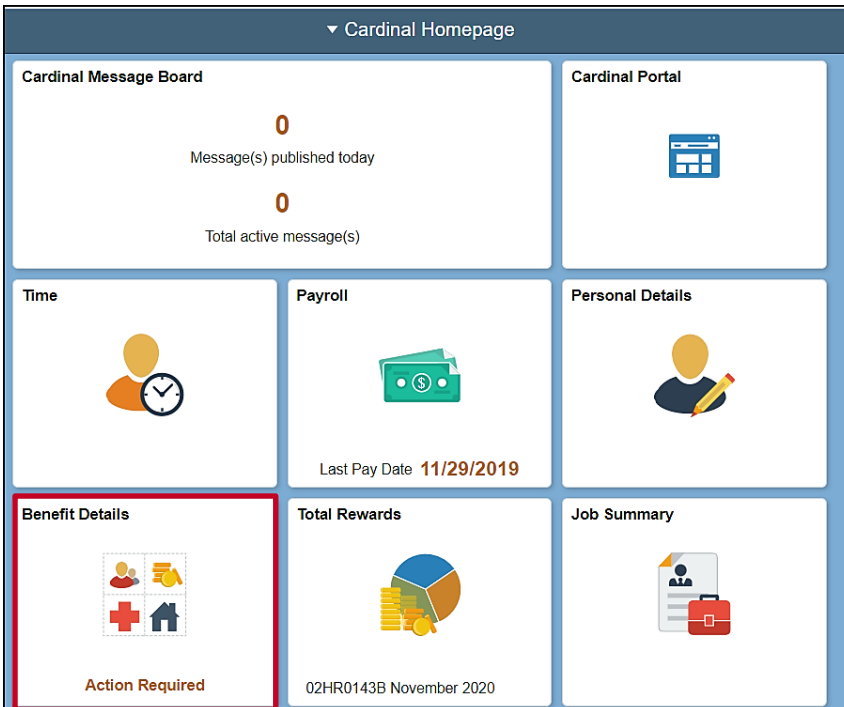 Cardinal Homepage
Cardinal Message Board
0
Message(s) published today
0
Total active message(s)
Cardinal Portal
Time
Payroll
$
Last Pay Date 11/29/2019
Personal Details
Benefit Details
Action Required
Total Rewards
02HR0143B November 2020
Job Summary